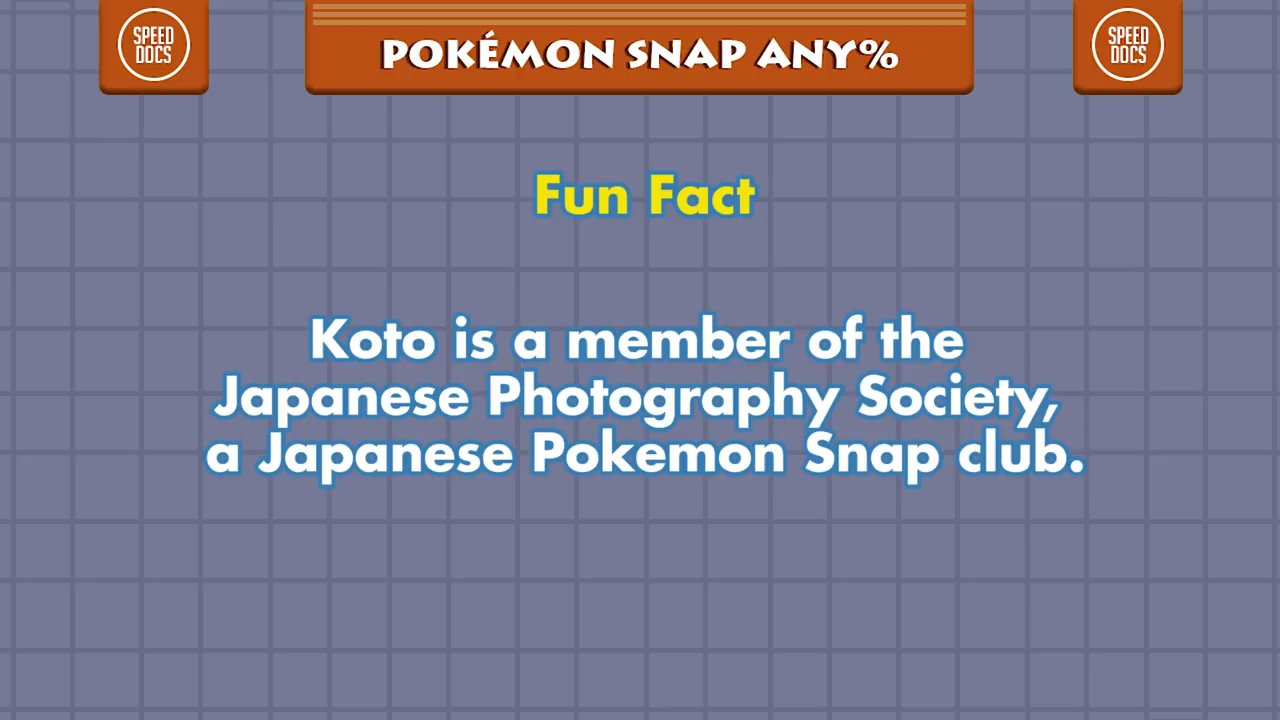 SPEED
DOCS
POKÉMON SNAP ANY%
SPEED
DOCS
Fun Fact
Koto is a member of the
Japanese Photography Society,
a Japanese Pokemon Snap club.